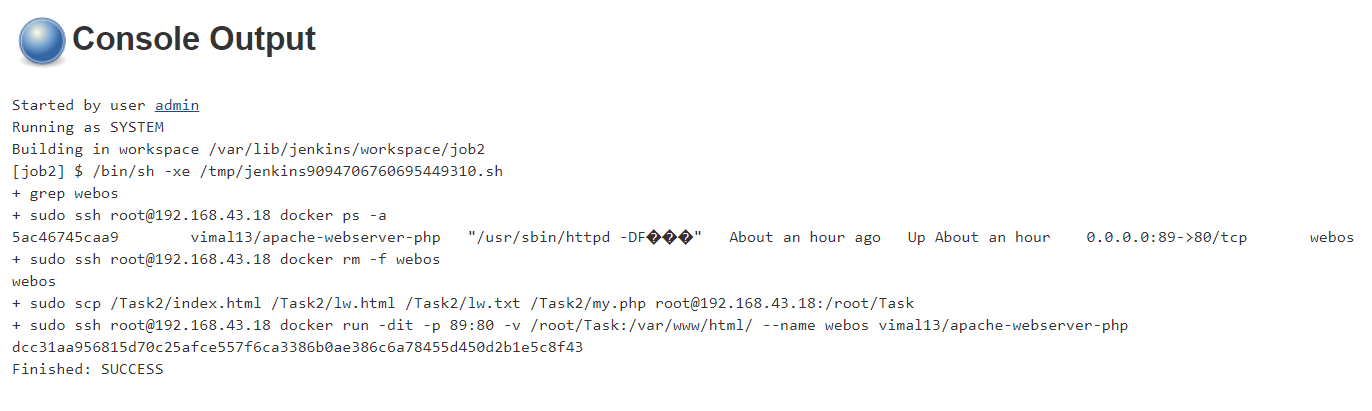 Console Output
Started by user admin
Running as SYSTEM
Building in workspace /var/lib/jenkins/workspace/job2
[job2] $ /bin/sh -xe /tmp/jenkins9094706760695449310.sh
+ grep webos
+ sudo ssh root@192.168.43.18 docker ps -a
5ac46745caa9        vimal13/apache-webserver-php   "/usr/sbin/httpd -DF���"   About an hour ago   Up About an hour    0.0.0.0:89->80/tcp       webos
+ sudo ssh root@192.168.43.18 docker rm -f webos
webos
+ sudo scp /Task2/index.html /Task2/lw.html /Task2/lw.txt /Task2/my.php root@192.168.43.18:/root/Task
+ sudo ssh root@192.168.43.18 docker run -dit -p 89:80 -v /root/Task:/var/www/html/ --name webos vimal13/apache-webserver-php
dcc31aa956815d70c25afce557f6ca3386b0ae386c6a78455d450d2b1e5c8f43
Finished: SUCCESS